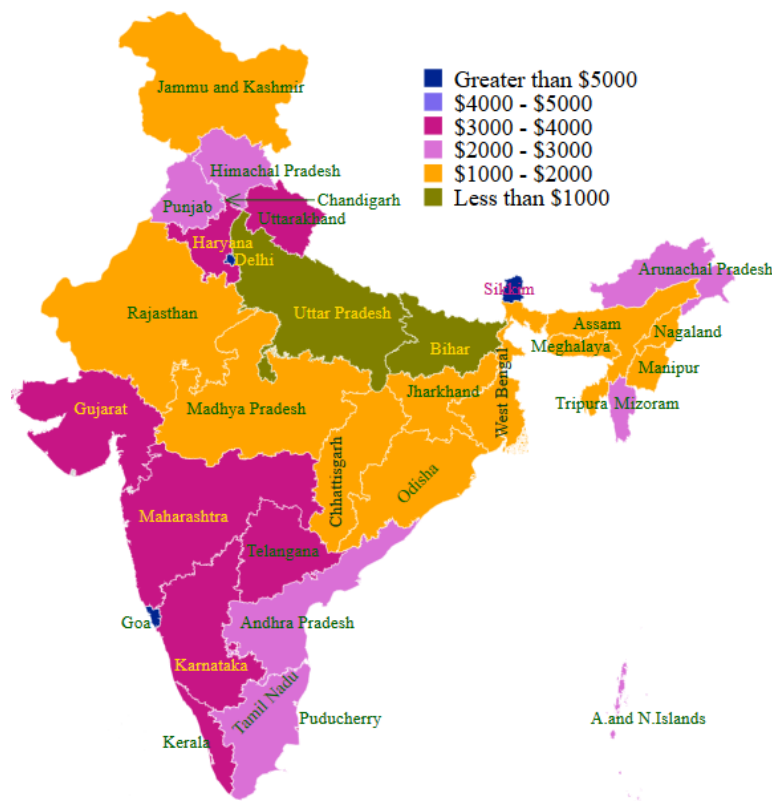 Jammu and Kashmir
Greater than $5000
$4000 - $5000
$3000 - $4000
$2000 - $3000
$1000 - $2000
Less than $1000
Himachal Pradesh
Chandigarh
Punjab
Uttarakhand
Haryana
Delhi
Arunachal Pradesh
Sikkim
Rajasthan
Uttar Pradesh
Assam
Nagaland
Bihar
Meghalaya
Manipur
West Bengal
Jharkhand
Gujarat
Madhya Pradesh
Tripura
Mizoram
Chhattisgarh
Odisha
Maharashtra
Telangana
Goa
Andhra Pradesh
Karnataka
Tamil Nadu
Puducherry
A.and N.Islands
Kerala